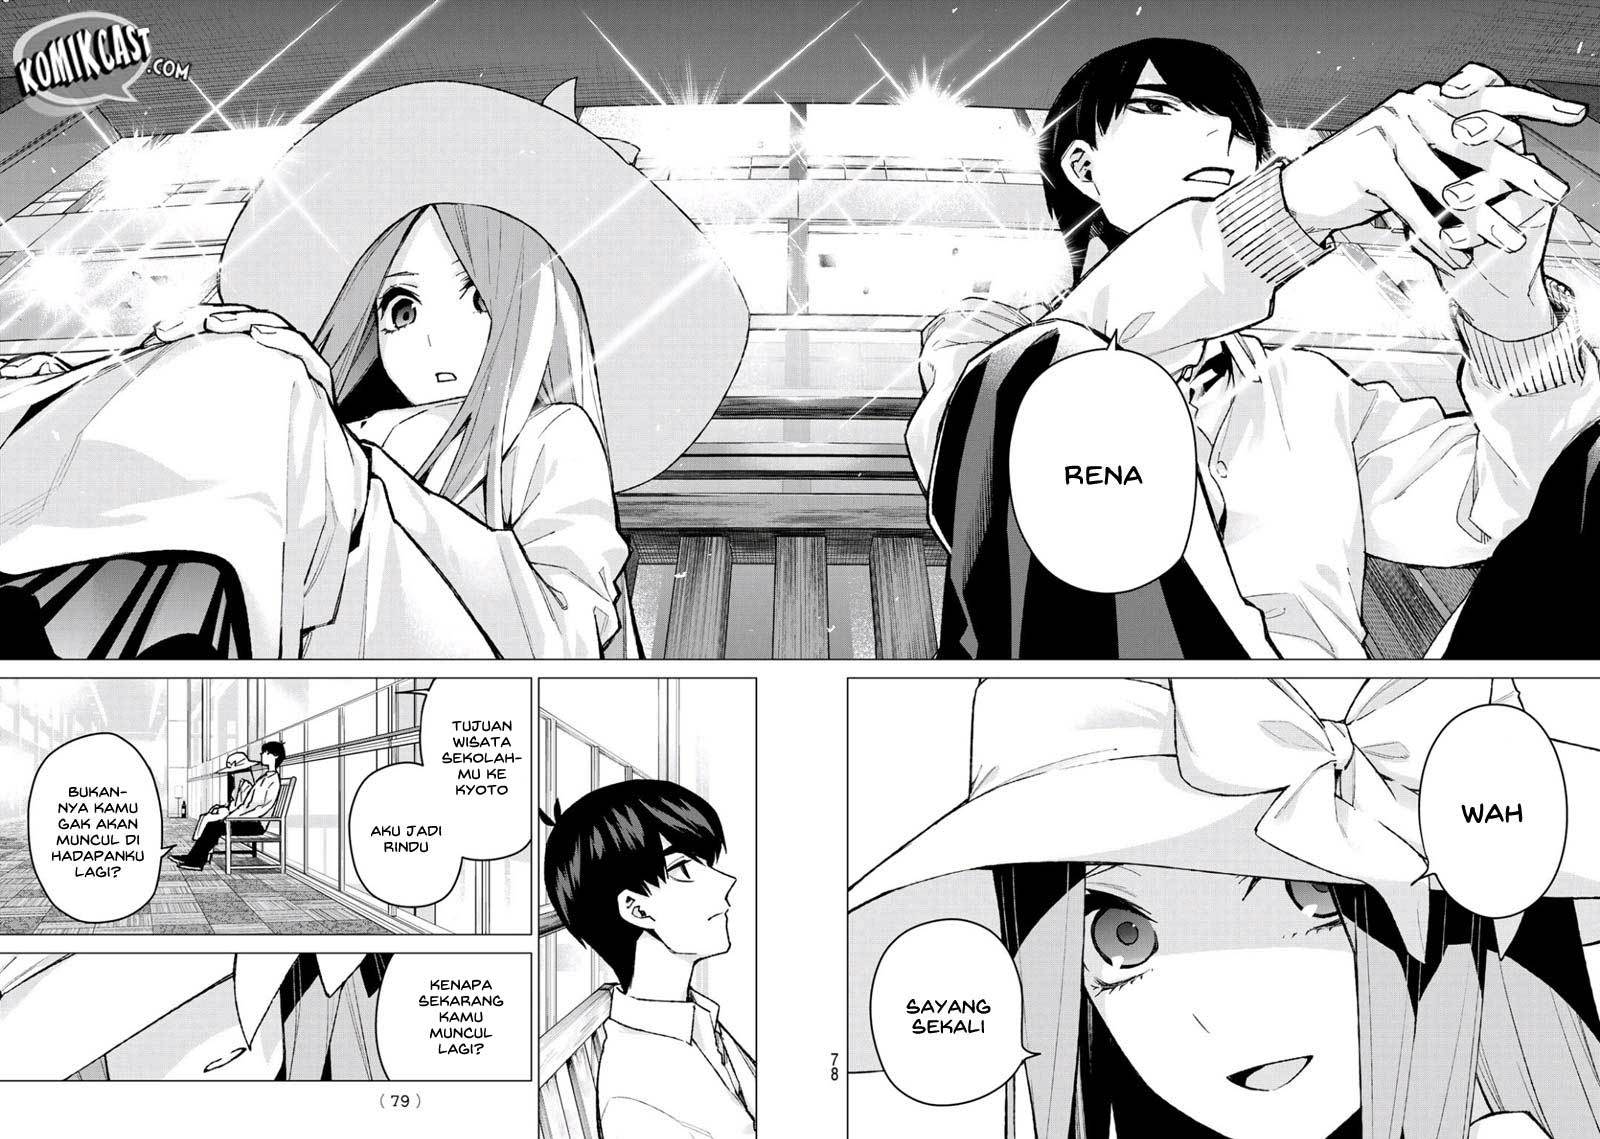 KOMIKCAST
.COM
RENA
WAH
SAYANG
SEKALI
78
TUJUAN
WISATA
SEKOLAH-
MU KE
KYOTO
AKU JADI
RINDU
BUKAN-
NYA KAMU
GAK AKAN
MUNCUL DI
HADAPANKU
LAGI?
KENAPA
SEKARANG
KAMU
MUNCUL
LAGI?
( 79 )